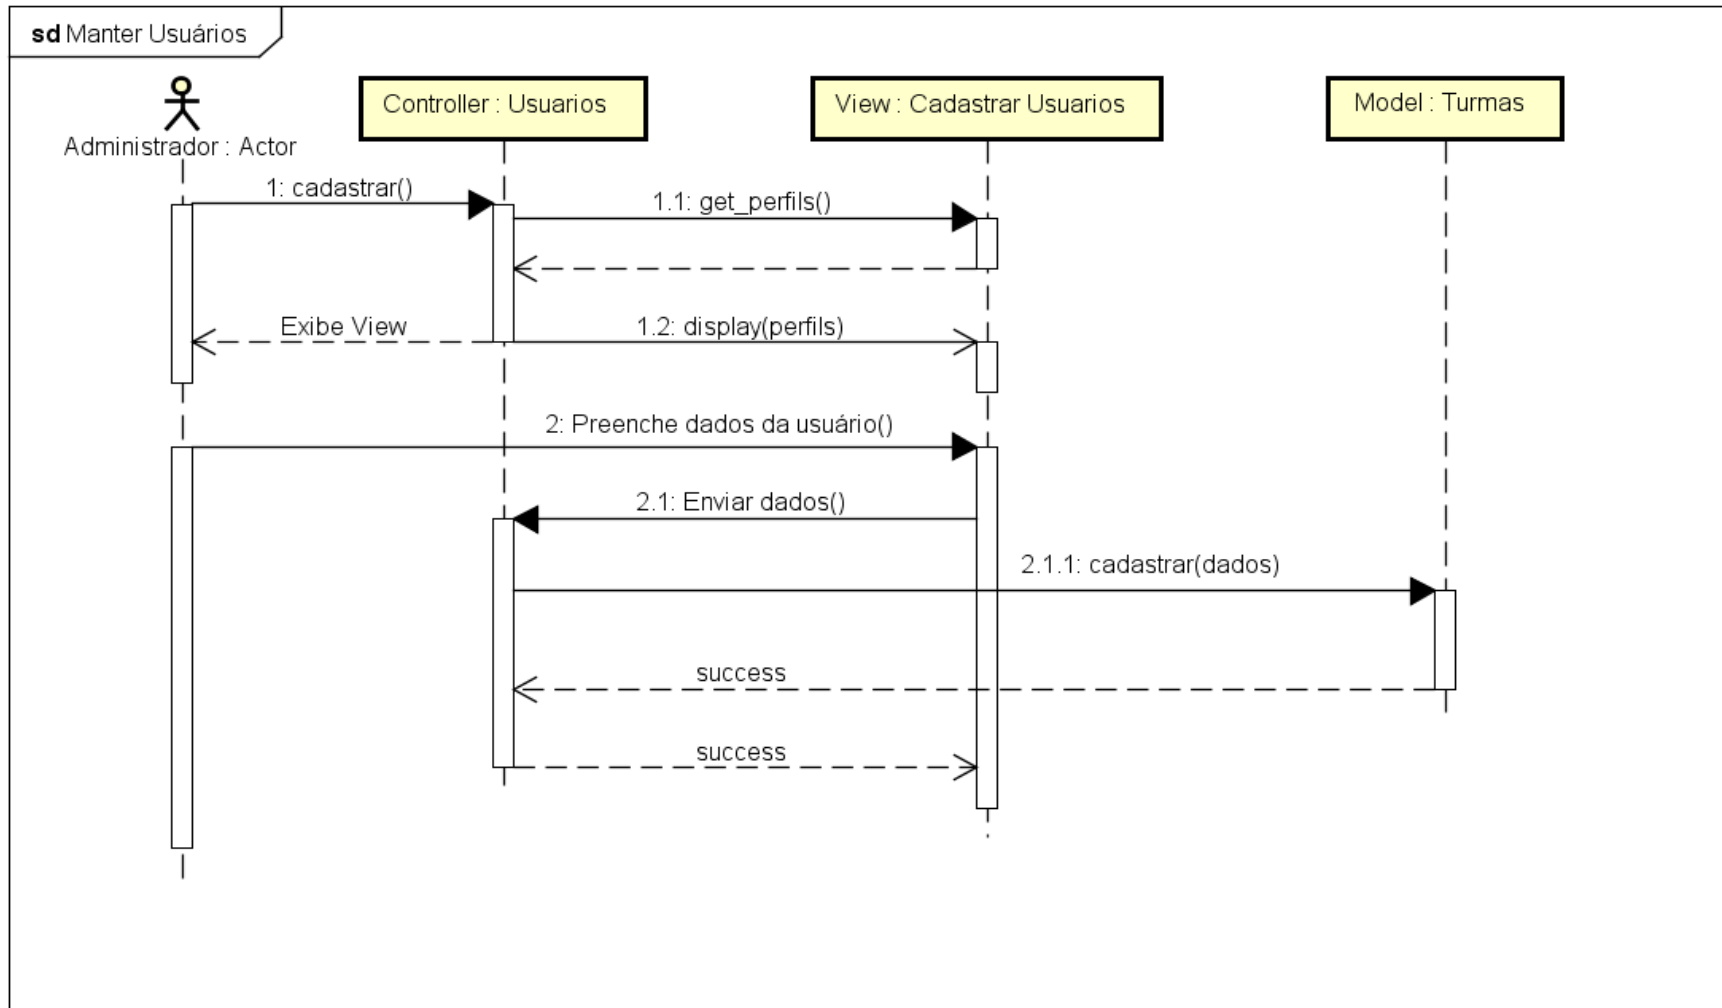 sd Manter Usuários
Controller : Usuarios
View : Cadastrar Usuarios
Model : Turmas
Administrador : Actor
1: cadastrar()
1.1: get_perfils()
Exibe View
1.2: display(perfils)
2: Preenche dados da usuário()
2.1: Enviar dados()
2.1.1: cadastrar(dados)
success
success